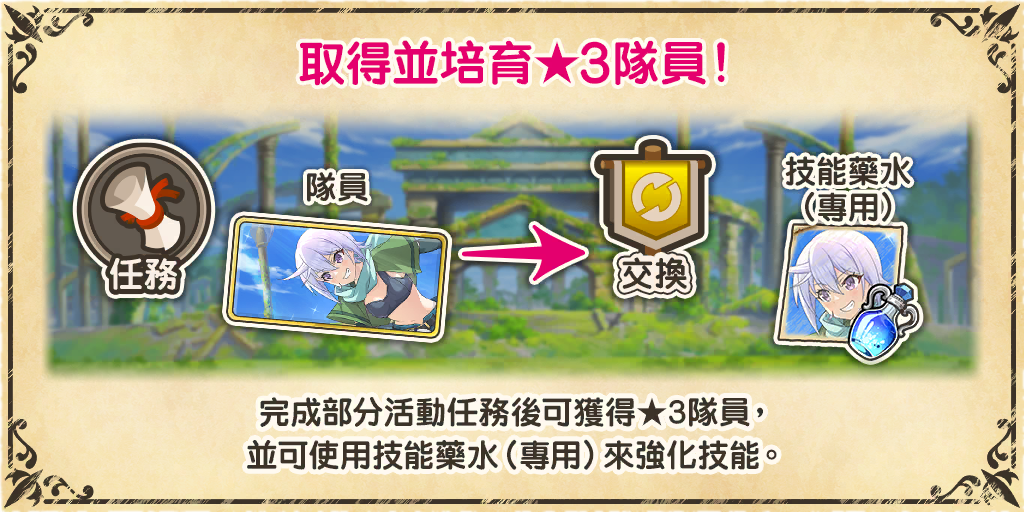 取得並培育★3隊員！
任務
隊員
交換
技能藥水
（專用）
完成部分活動任務後可獲得★3隊員，
並可使用技能藥水（專用）來強化技能。